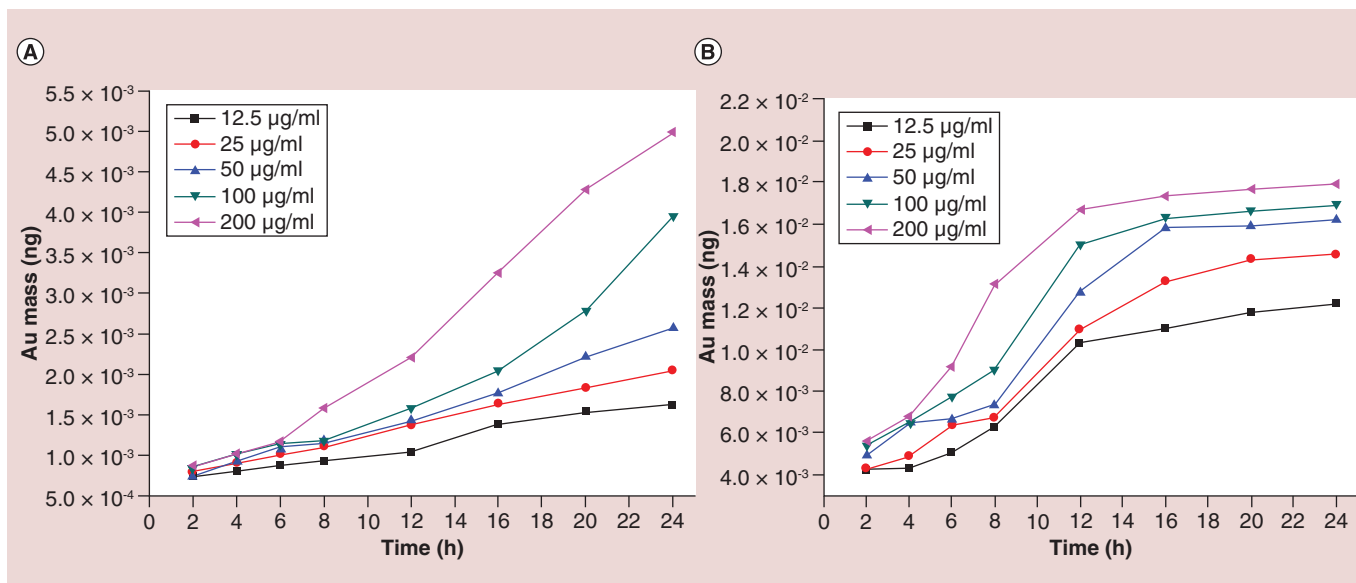 A
Au mass (ng)
5.5 × 10-3
5.0 × 10-3
4.5 × 10-3
4.0 × 10-3
3.5 × 10-3
3.0 × 10-3
2.5 × 10-3
2.0 × 10-3
1.5 × 10-3
1.0 × 10-3
5.0 × 10-4
12.5 µg/ml
25 µg/ml
50 µg/ml
100 µg/ml
200 µg/ml
0 2 4 6 8 10 12 14 16 18 20 22 24
Time (h)
B
Au mass (ng)
2.2 × 10-2
2.0 × 10-2
1.8 × 10-2
1.6 × 10-2
1.4 × 10-2
1.2 × 10-2
1.0 × 10-2
8.0 × 10-3
6.0 × 10-3
4.0 × 10-3
12.5 µg/ml
25 µg/ml
50 µg/ml
100 µg/ml
200 µg/ml
0 2 4 6 8 10 12 14 16 18 20 22 24
Time (h)